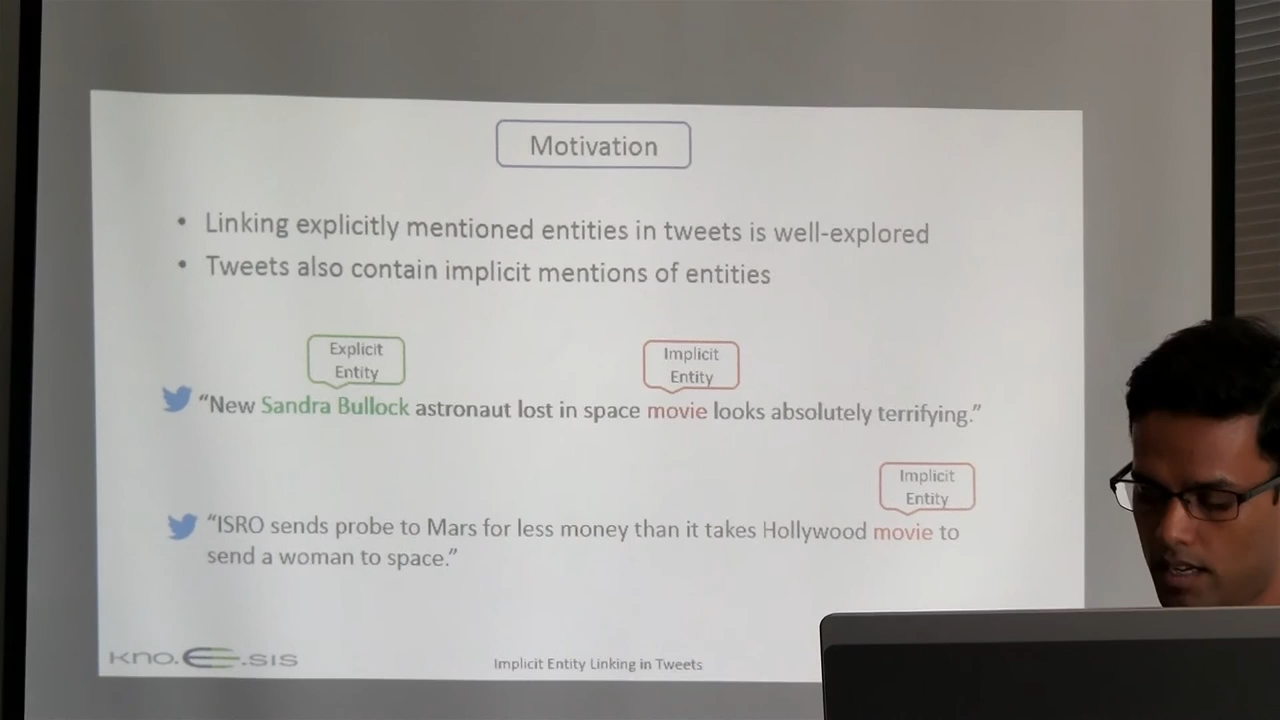 Motivation
• Linking explicitly mentioned entities in tweets is well-explored
• Tweets also contain implicit mentions of entities
Explicit
Entity
Implicit
Entity
“New Sandra Bullock astronaut lost in space movie looks absolutely terrifying.”
Implicit
Entity
“ISRO sends probe to Mars for less money than it takes Hollywood movie to
send a woman to space.”
kno.e.sis
Implicit Entity Linking in Tweets